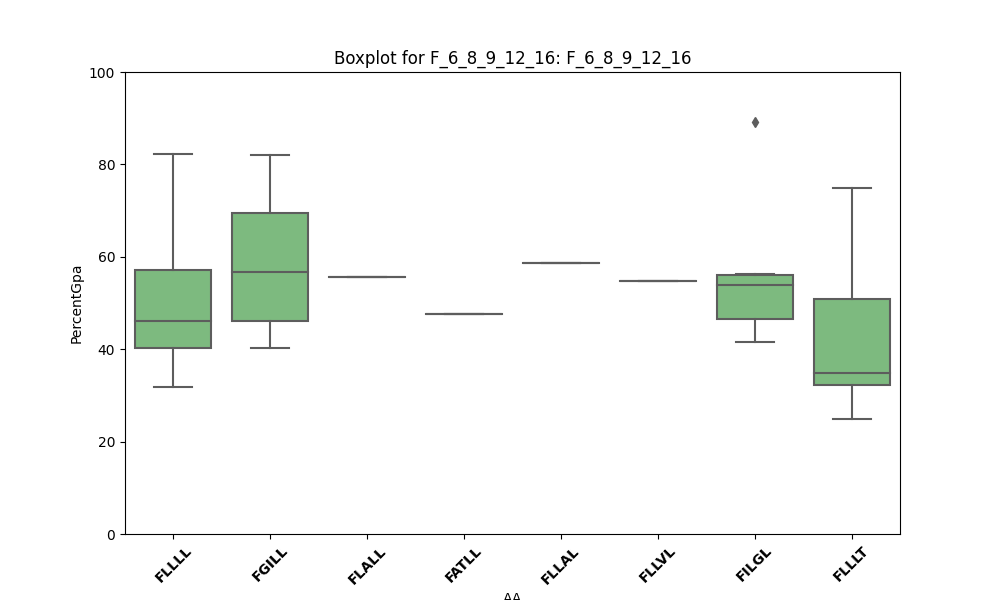 Boxplot for F_6_8_9_12_16: F_6_8_9_12_16
100
80
60
40
20
0
PercentGpa
FLLLL FGILL FLALL FATLL FLLAL FLLVL FILGL FLLLT
AA